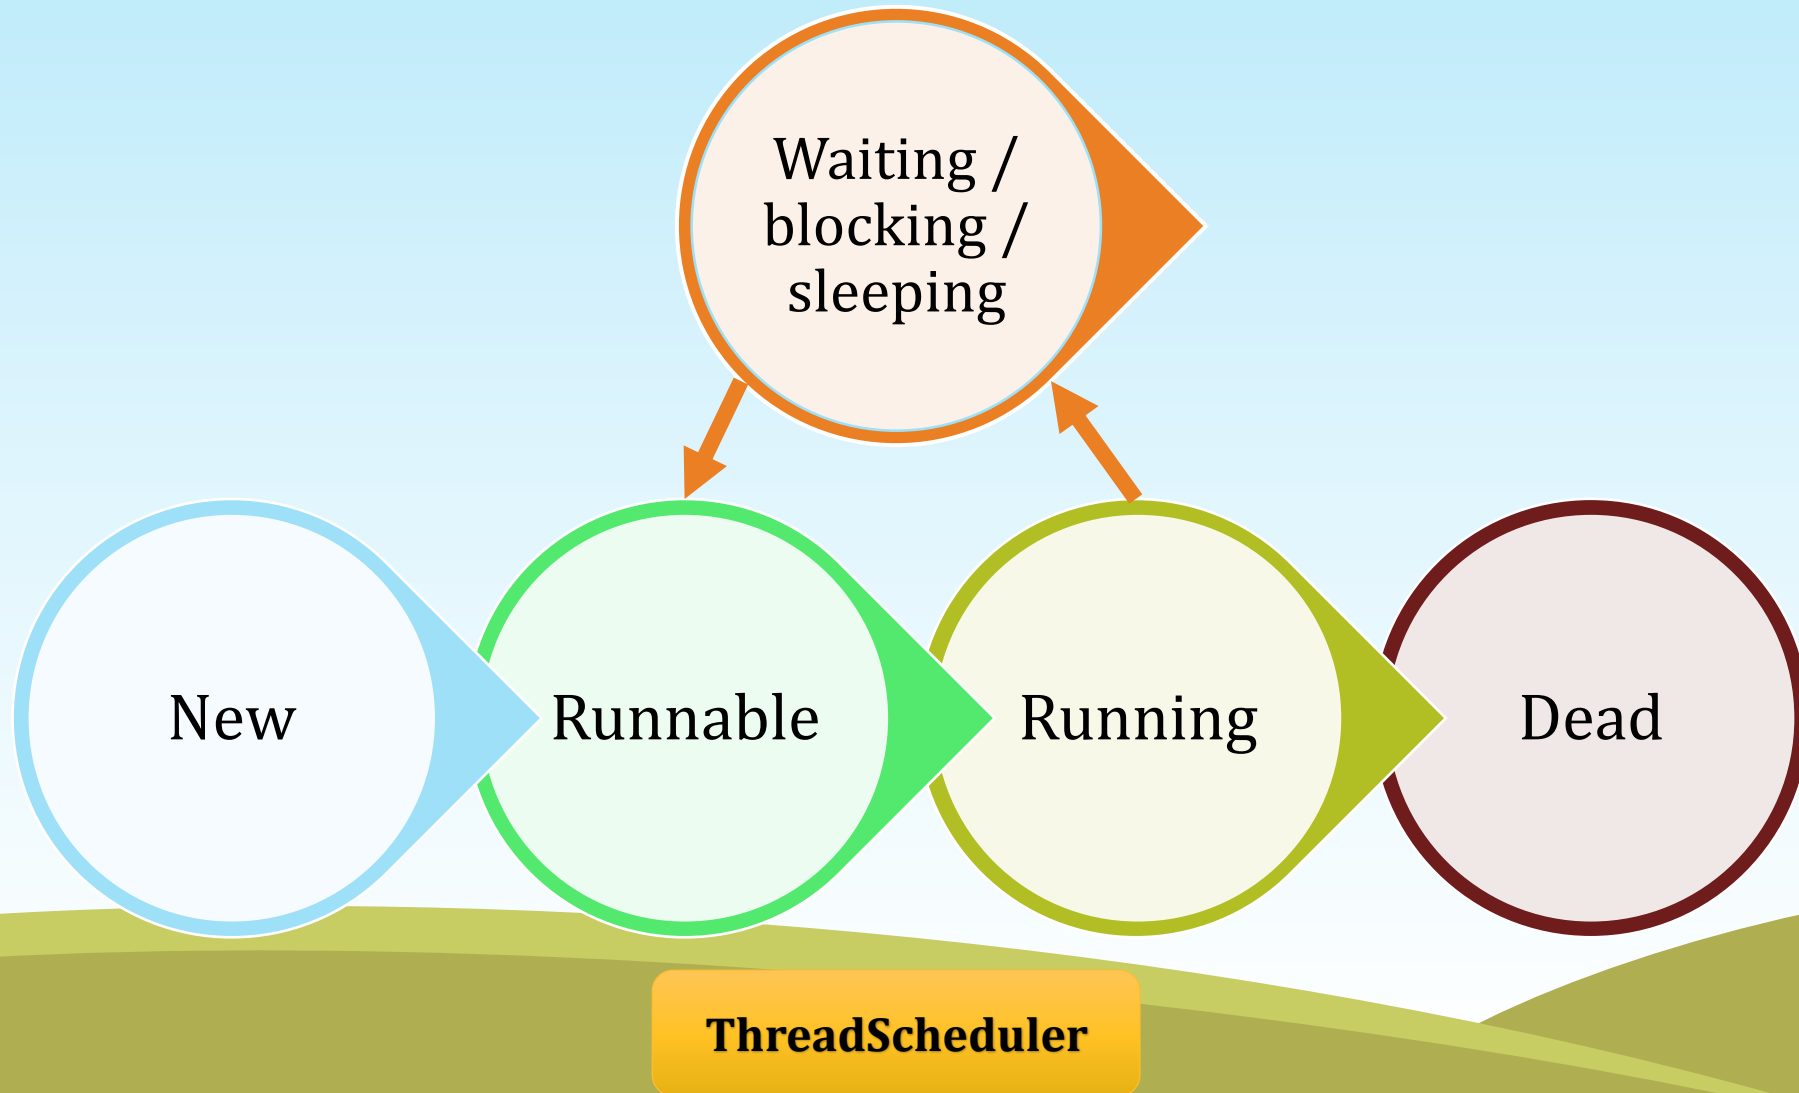 Waiting /
blocking /
sleeping
New
Runnable
Running
Dead
ThreadScheduler